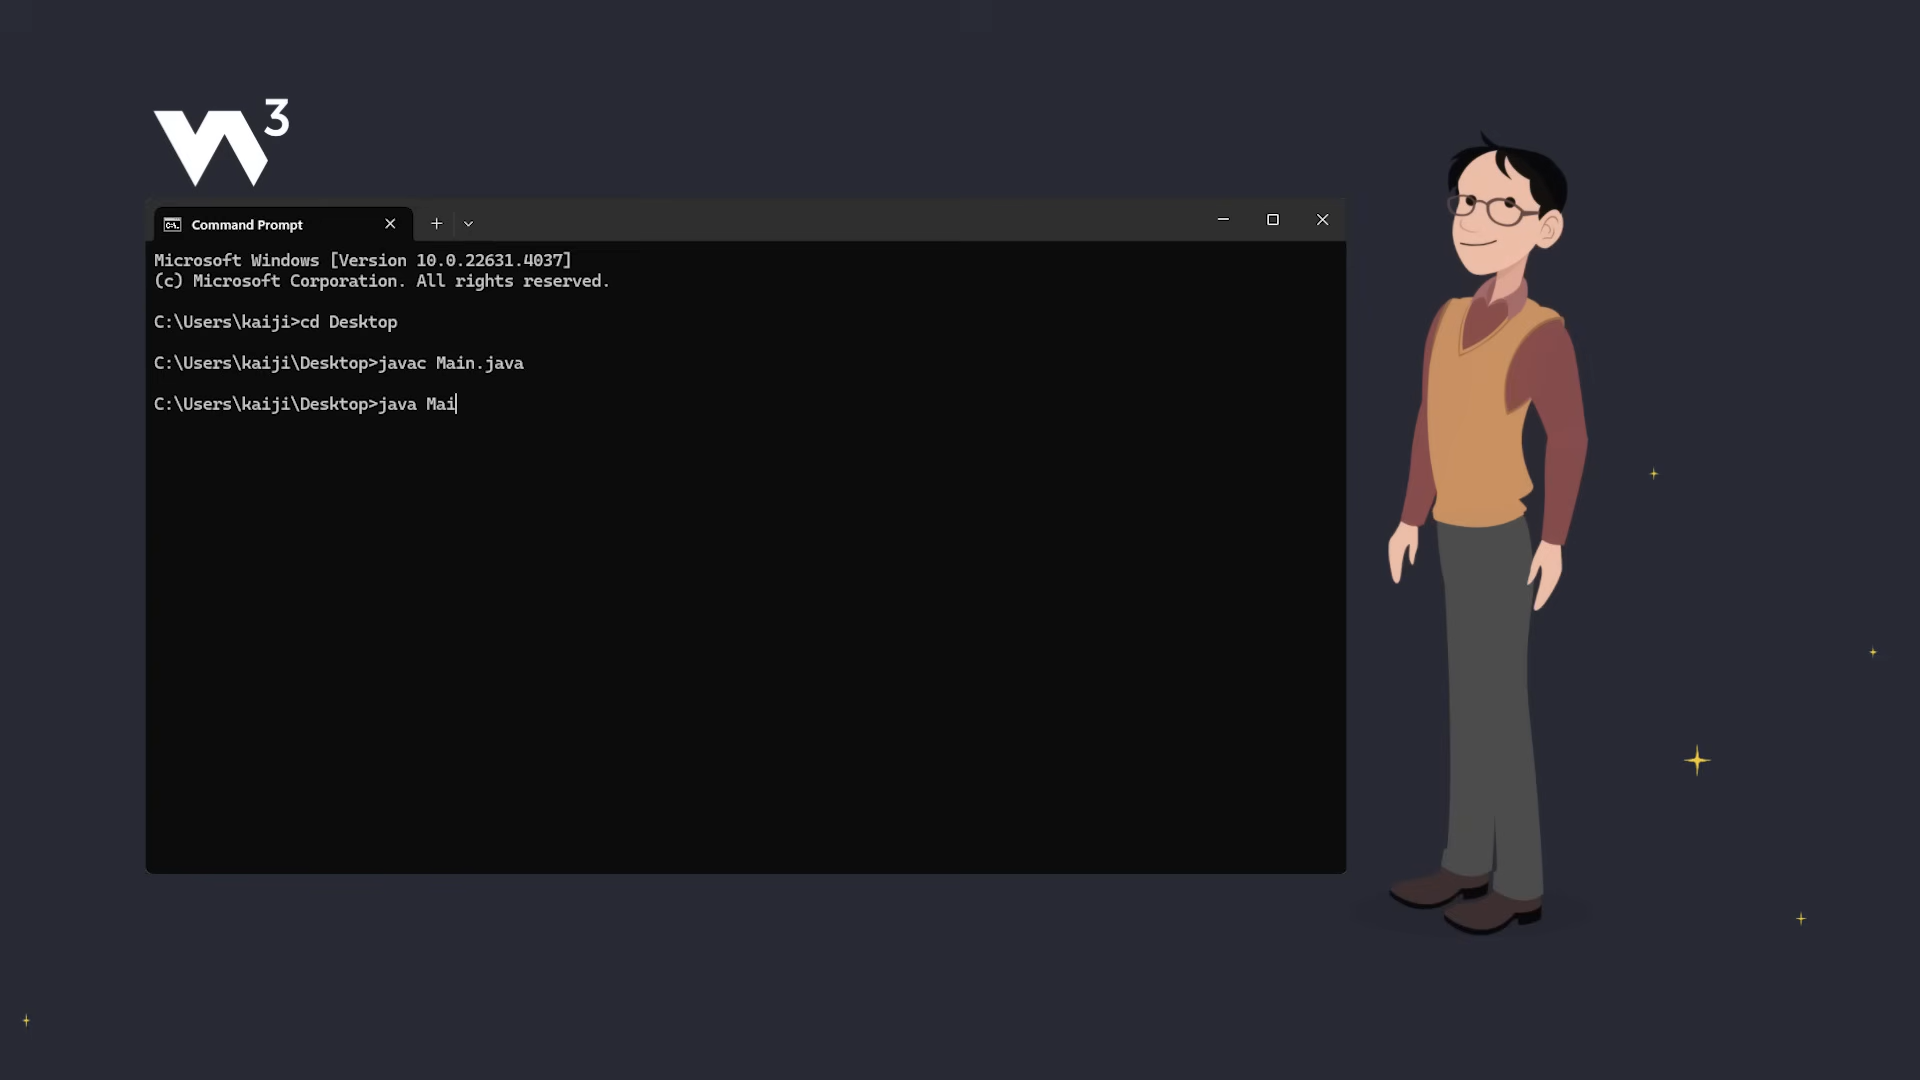 W3
Command Prompt
Microsoft Windows [Version 10.0.22631.4037]
(c) Microsoft Corporation. All rights reserved.
C:\Users\kaiji>cd Desktop
C:\Users\kaiji\Desktop>javac Main.java
C:\Users\kaiji\Desktop>java Mai